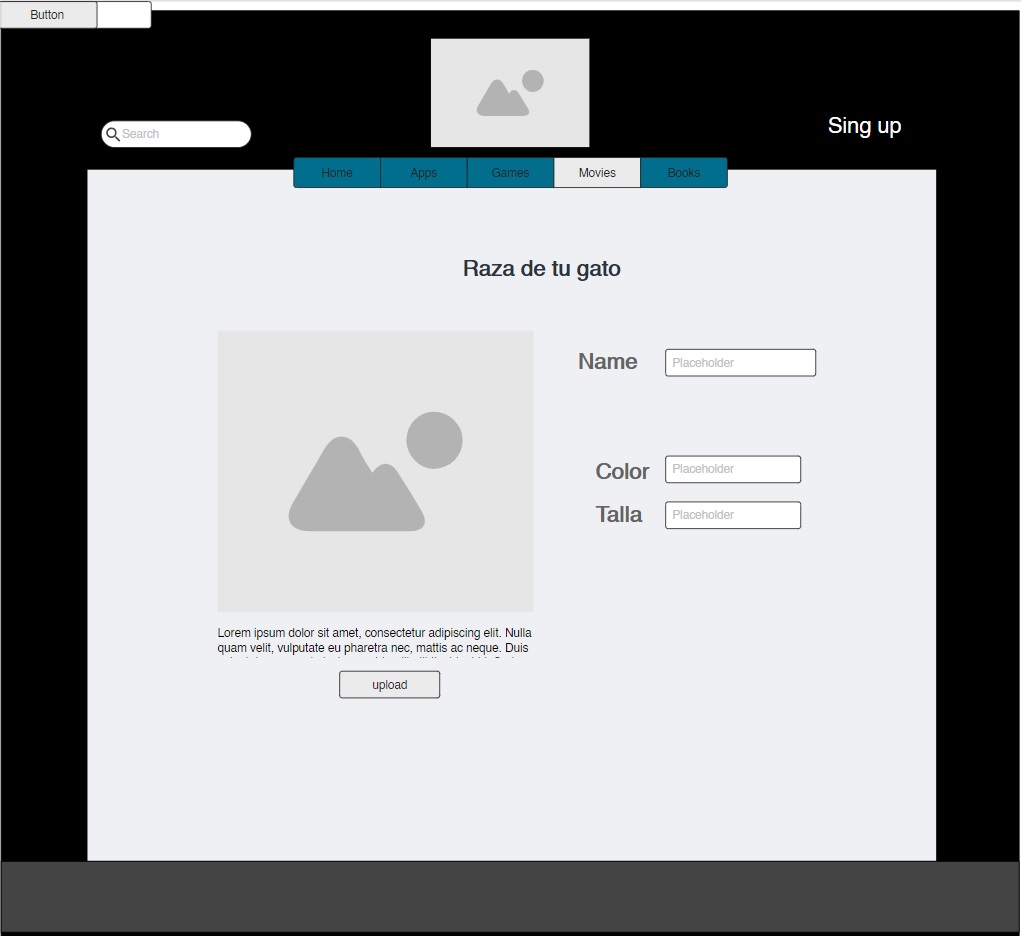 Button
Search
Sing up
Home Apps Games Movies Books
Raza de tu gato
Name Placeholder
Color Placeholder
Talla Placeholder
Lorem ipsum dolor sit amet, consectetur adipiscing elit. Nulla
quam velit, vulputate eu pharetra nec, mattis ac neque. Duis
upload